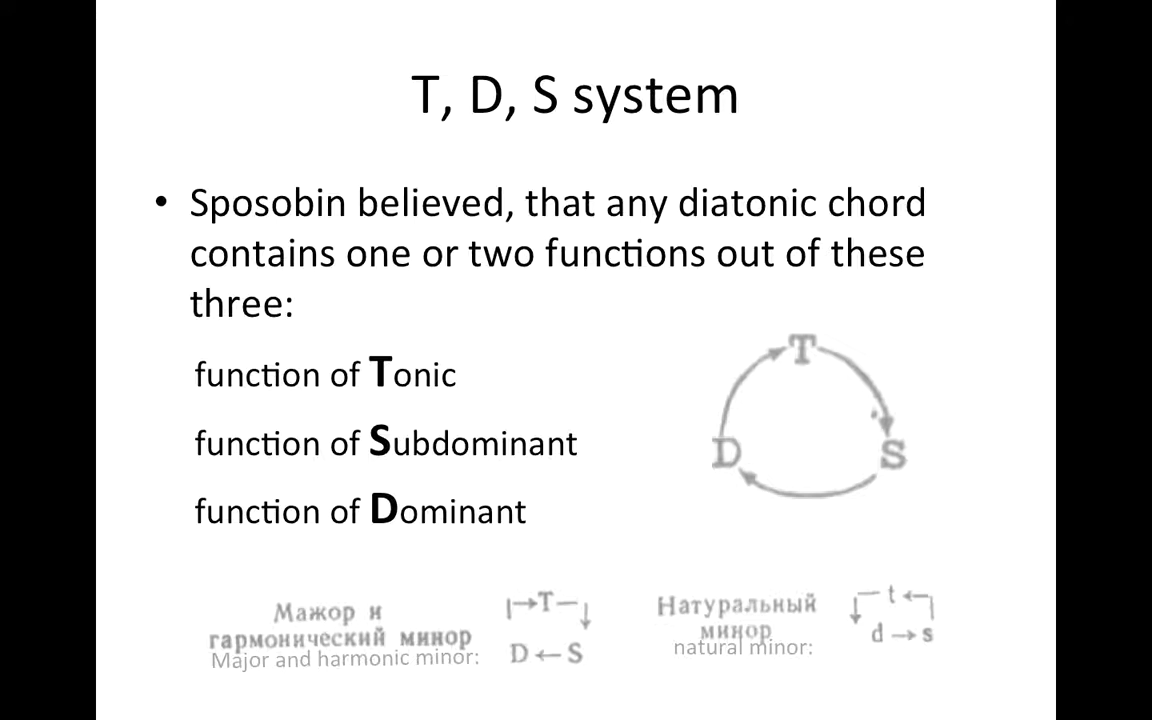 T, D, S system
• Sposobin believed, that any diatonic chord
contains one or two functions out of these
three:
function of Tonic
function of Subdominant
function of Dominant
T
D S
Мажор и
гармонический минор
Major and harmonic minor:
→T—
D ← S
Натуральный
минор
natural minor:
— t ←
d → s